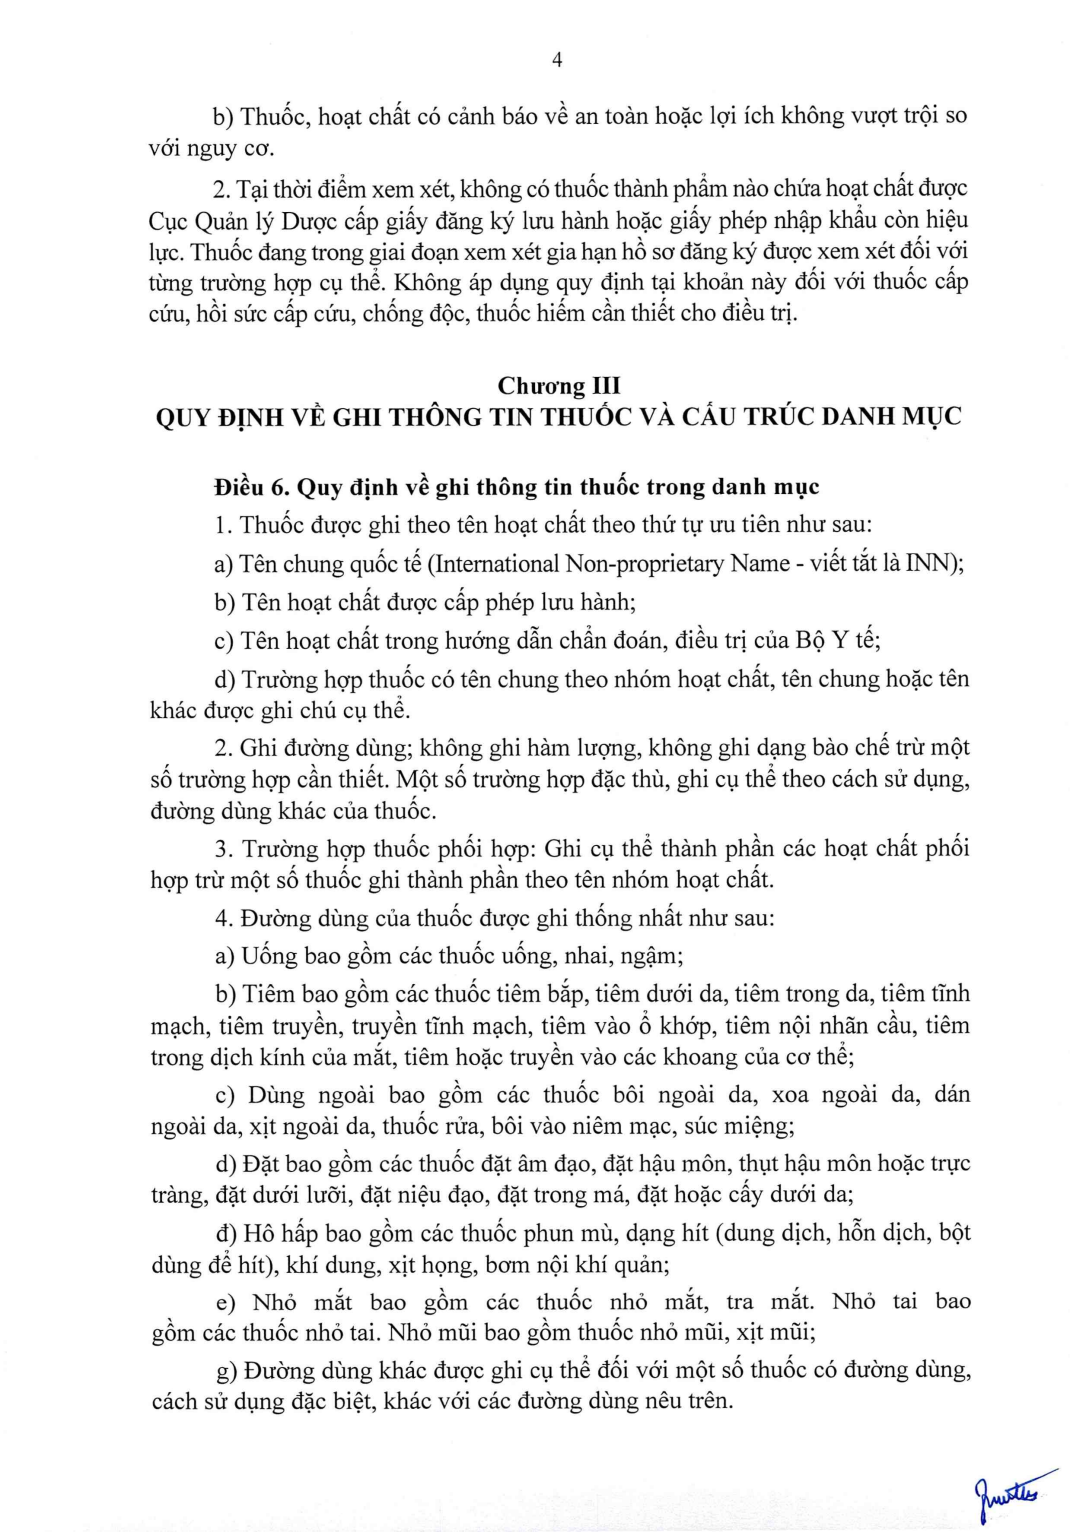 4
b) Thuốc, hoạt chất có cảnh báo về an toàn hoặc lợi ích không vượt trội so
với nguy cơ.
2. Tại thời điểm xem xét, không có thuốc thành phẩm nào chứa hoạt chất được
Cục Quản lý Dược cấp giấy đăng ký lưu hành hoặc giấy phép nhập khẩu còn hiệu
lực. Thuốc đang trong giai đoạn xem xét gia hạn hồ sơ đăng ký được xem xét đối với
từng trường hợp cụ thể. Không áp dụng quy định tại khoản này đối với thuốc cấp
cứu, hồi sức cấp cứu, chống độc, thuốc hiếm cần thiết cho điều trị.
Chương III
QUY ĐỊNH VỀ GHI THÔNG TIN THUỐC VÀ CẤU TRÚC DANH MỤC
Điều 6. Quy định về ghi thông tin thuốc trong danh mục
1. Thuốc được ghi theo tên hoạt chất theo thứ tự ưu tiên như sau:
a) Tên chung quốc tế (International Non-proprietary Name - viết tắt là INN);
b) Tên hoạt chất được cấp phép lưu hành;
c) Tên hoạt chất trong hướng dẫn chẩn đoán, điều trị của Bộ Y tế;
d) Trường hợp thuốc có tên chung theo nhóm hoạt chất, tên chung hoặc tên
khác được ghi chú cụ thể.
2. Ghi đường dùng; không ghi hàm lượng, không ghi dạng bào chế trừ một
số trường hợp cần thiết. Một số trường hợp đặc thù, ghi cụ thể theo cách sử dụng,
đường dùng khác của thuốc.
3. Trường hợp thuốc phối hợp: Ghi cụ thể thành phần các hoạt chất phối
hợp trừ một số thuốc ghi thành phần theo tên nhóm hoạt chất.
4. Đường dùng của thuốc được ghi thống nhất như sau:
a) Uống bao gồm các thuốc uống, nhai, ngậm;
b) Tiêm bao gồm các thuốc tiêm bắp, tiêm dưới da, tiêm trong da, tiêm tĩnh
mạch, tiêm truyền, truyền tĩnh mạch, tiêm vào ổ khớp, tiêm nội nhãn cầu, tiêm
trong dịch kính của mắt, tiêm hoặc truyền vào các khoang của cơ thể;
c) Dùng ngoài bao gồm các thuốc bôi ngoài da, xoa ngoài da, dán
ngoài da, xịt ngoài da, thuốc rửa, bôi vào niêm mạc, súc miệng;
d) Đặt bao gồm các thuốc đặt âm đạo, đặt hậu môn, thụt hậu môn hoặc trực
tràng, đặt dưới lưỡi, đặt niệu đạo, đặt trong má, đặt hoặc cấy dưới da;
đ) Hô hấp bao gồm các thuốc phun mù, dạng hít (dung dịch, hỗn dịch, bột
dùng để hít), khí dung, xịt họng, bơm nội khí quản;
e) Nhỏ mắt bao gồm các thuốc nhỏ mắt, tra mắt. Nhỏ tai bao
gồm các thuốc nhỏ tai. Nhỏ mũi bao gồm thuốc nhỏ mũi, xịt mũi;
g) Đường dùng khác được ghi cụ thể đối với một số thuốc có đường dùng,
cách sử dụng đặc biệt, khác với các đường dùng nêu trên.